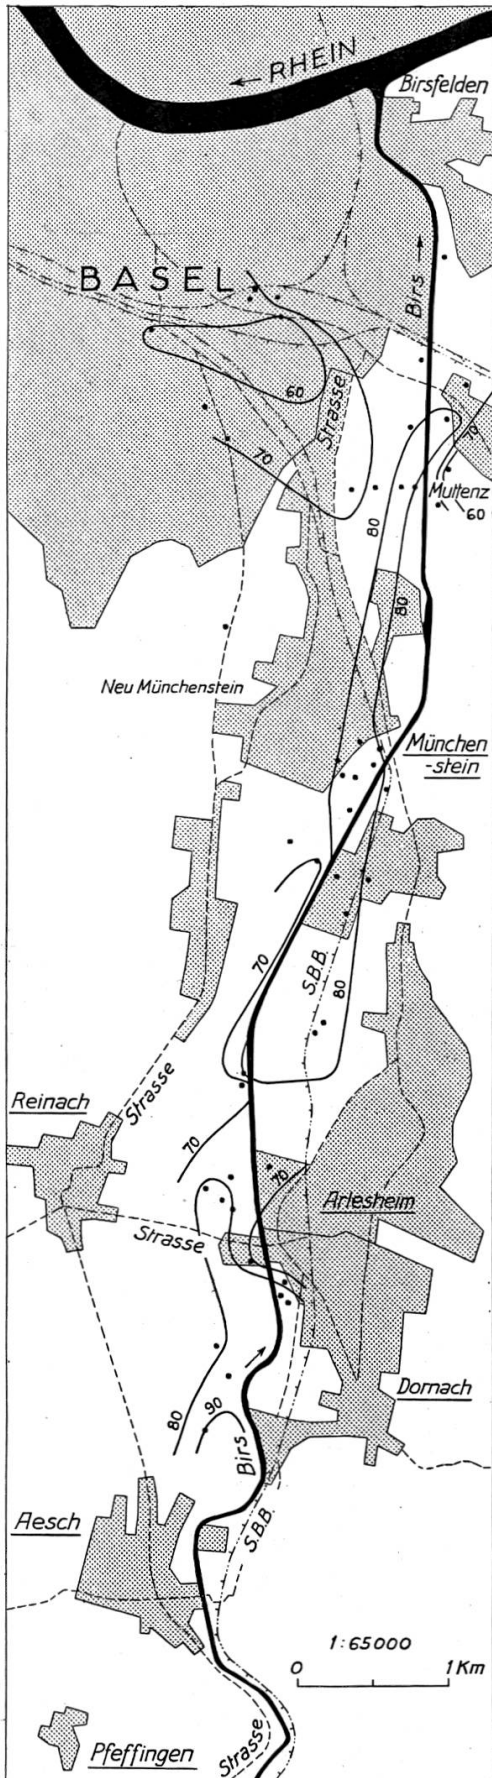 ← RHEIN
Birsfelden
BASEL
Birs →
60
Strasse
70
70
80
Muttenz
60
80
Neu Münchenstein
München
-stein
70
S.B.B.
80
Strasse
Reinach
70
70
Arlesheim
Strasse
Dornach
80
90
Birs
Aesch
S.B.B.
1:65000
0 1 Km
Pfeffingen
Strasse